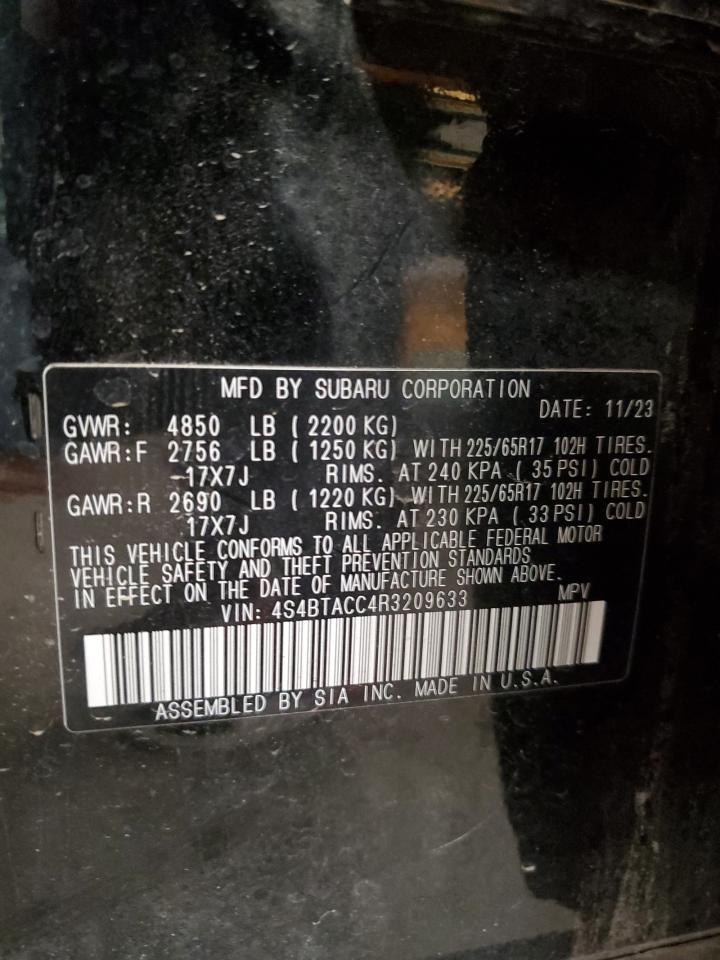 MFD BY SUBARU CORPORATION
DATE: 11/23
GVWR: 4850 LB (2200 KG)
GAWR:F 2756 LB (1250 KG) WITH 225/65R17 102H TIRES.
17X7J RIMS. AT 240 KPA (35 PSI) COLD
GAWR:R 2690 LB (1220 KG) WITH 225/65R17 102H TIRES.
17X7J RIMS. AT 230 KPA (33 PSI) COLD
THIS VEHICLE CONFORMS TO ALL APPLICABLE FEDERAL MOTOR
VEHICLE SAFETY AND THEFT PREVENTION STANDARDS
IN EFFECT ON THE DATE OF MANUFACTURE SHOWN ABOVE.
VIN: 4S4BTACC4R3209633 MPV
ASSEMBLED BY SIA INC. MADE IN U.S.A.